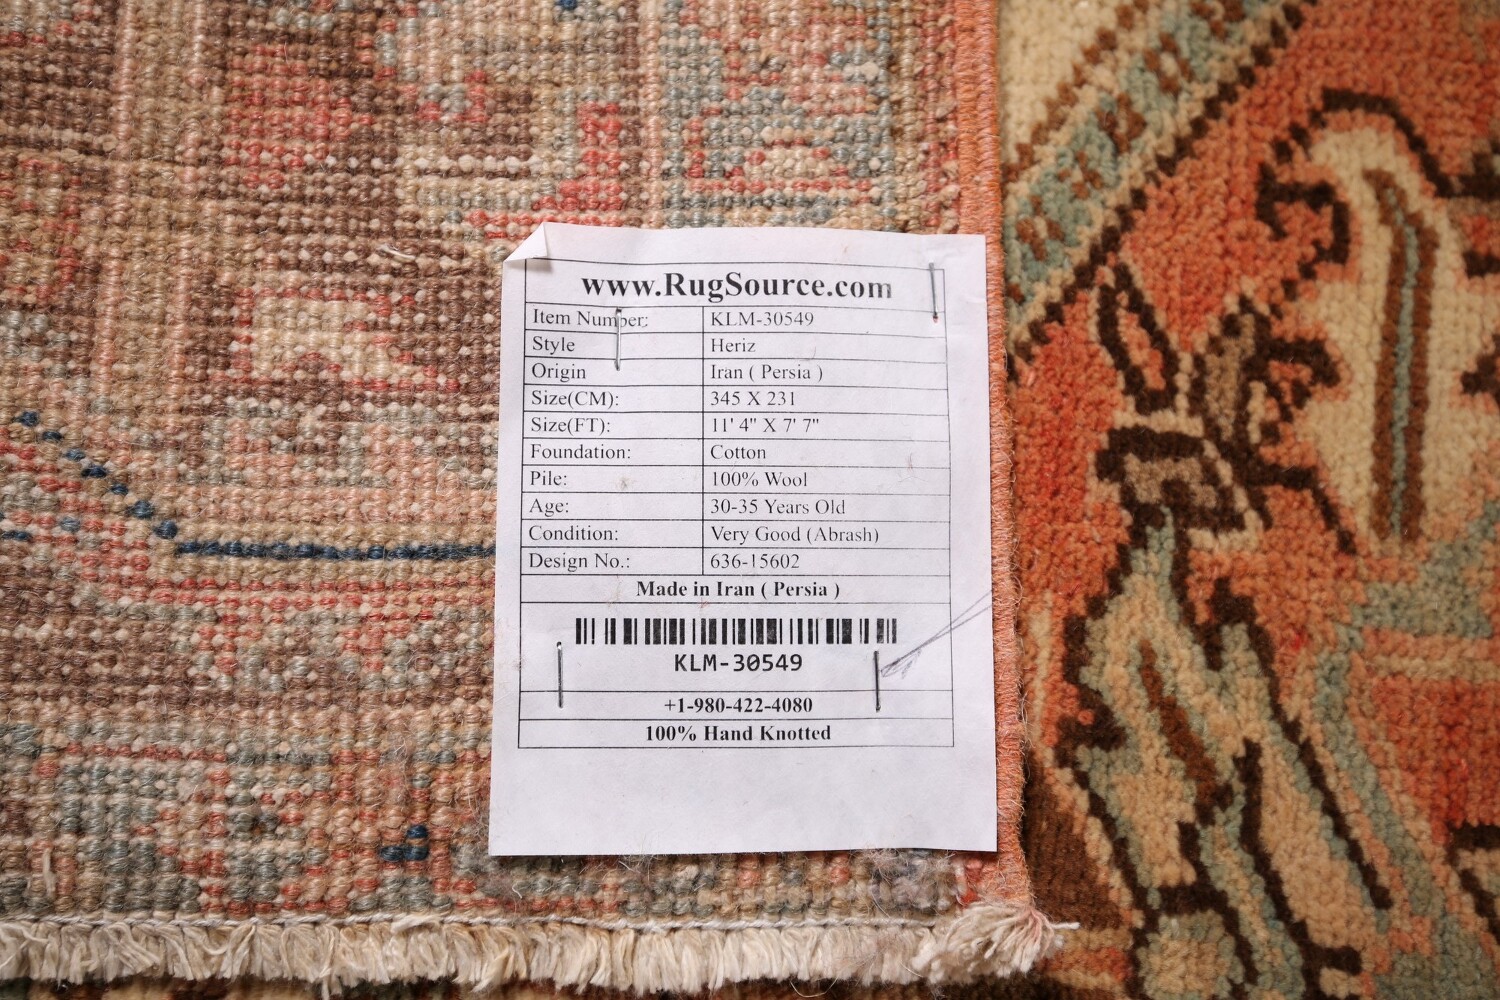 www.RugSource.com
Item Number: KLM-30549
Style Heriz
Origin Iran ( Persia )
Size(CM): 345 X 231
Size(FT): 11' 4" X 7' 7"
Foundation: Cotton
Pile: 100% Wool
Age: 30-35 Years Old
Condition: Very Good (Abrash)
Design No.: 636-15602
Made in Iran ( Persia )
KLM-30549
+1-980-422-4080
100% Hand Knotted